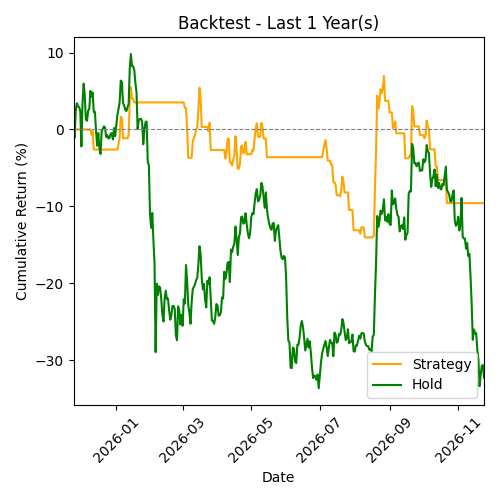 Backtest - Last 1 Year(s)
Cumulative Return (%)
10
0
−10
−20
−30
Strategy
Hold
2026-01
2026-03
2026-05
2026-07
2026-09
2026-11
Date